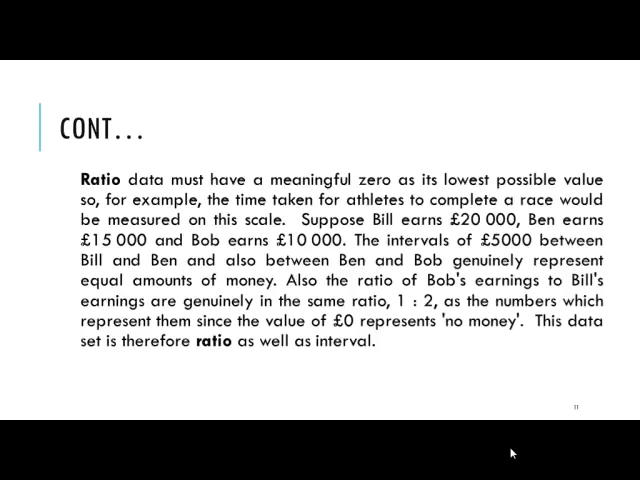 CONT...
Ratio data must have a meaningful zero as its lowest possible value
so, for example, the time taken for athletes to complete a race would
be measured on this scale. Suppose Bill earns £20 000, Ben earns
£15 000 and Bob earns £10 000. The intervals of £5000 between
Bill and Ben and also between Ben and Bob genuinely represent
equal amounts of money. Also the ratio of Bob's earnings to Bill's
earnings are genuinely in the same ratio, 1 : 2, as the numbers which
represent them since the value of £0 represents 'no money'. This data
set is therefore ratio as well as interval.
11